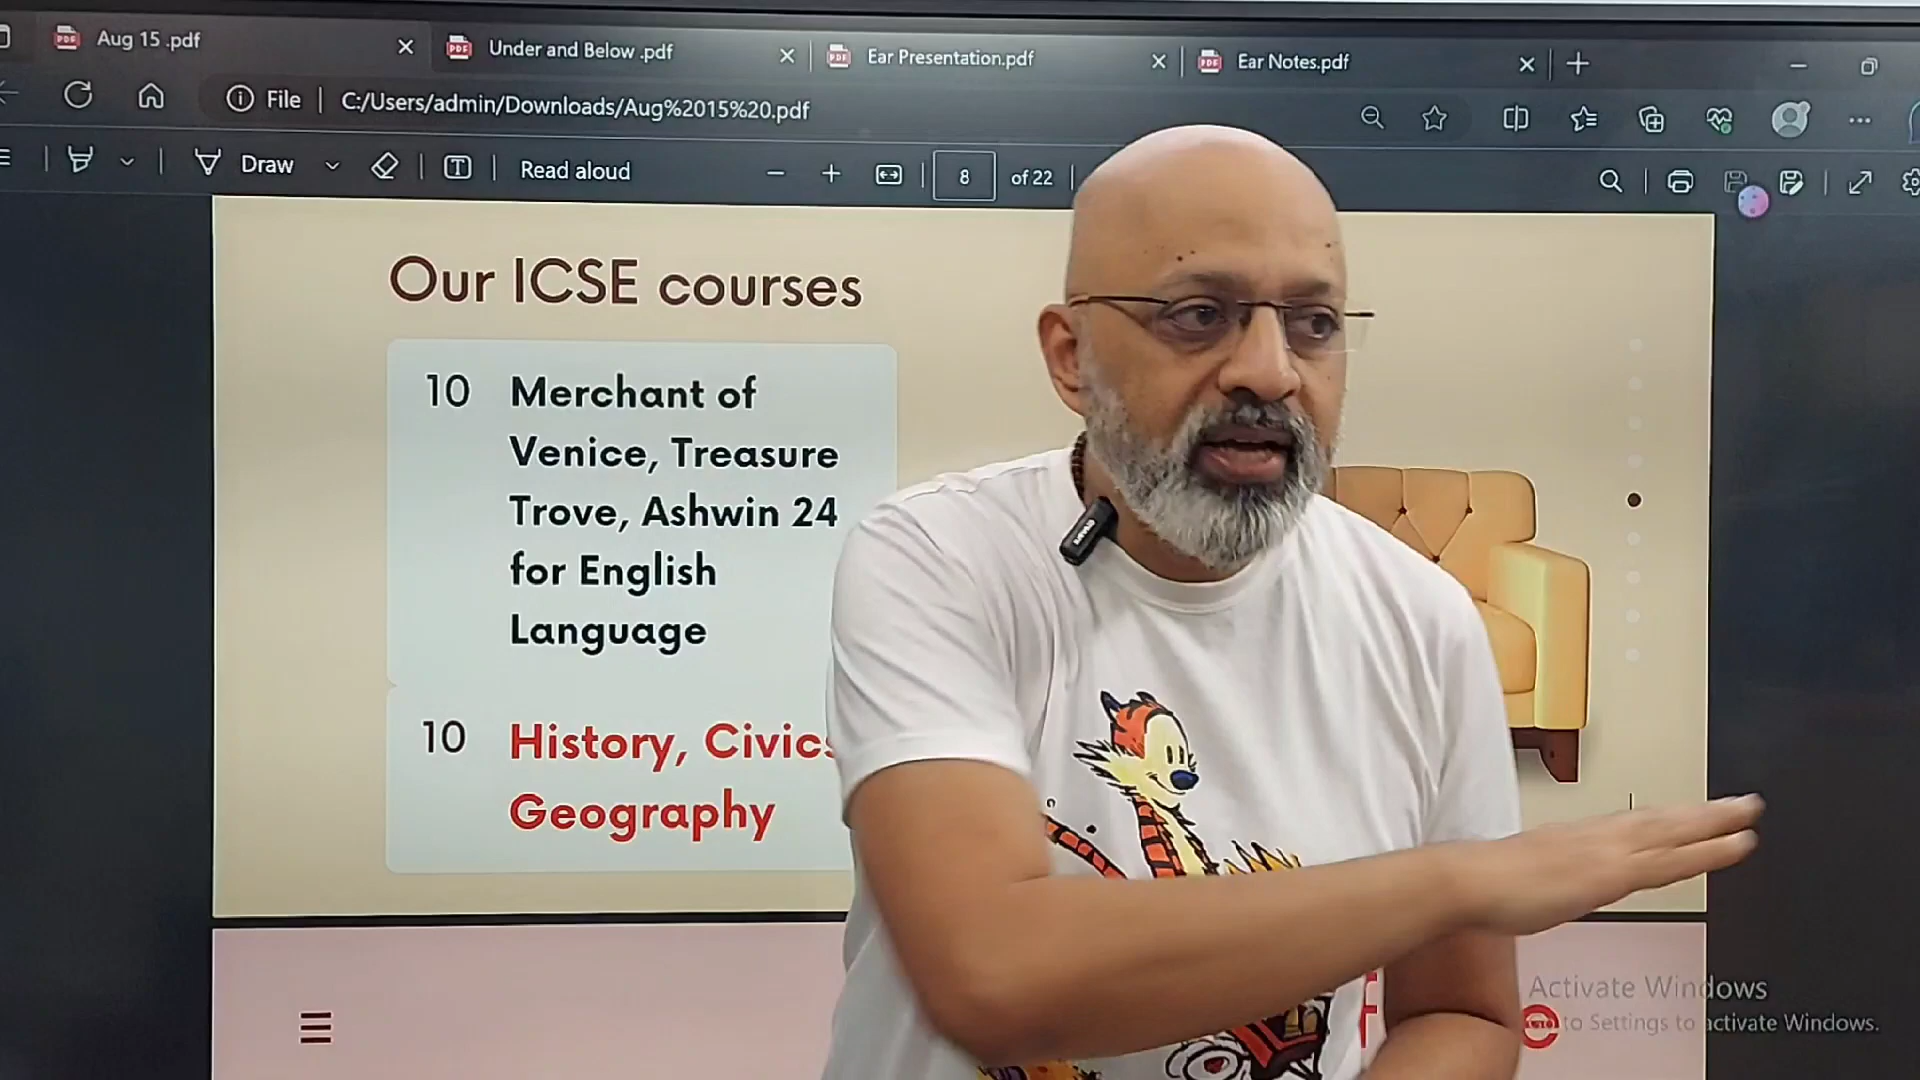 Aug 15 .pdf
Under and Below .pdf
Ear Presentation.pdf
Ear Notes.pdf
File
C:/Users/admin/Downloads/Aug%2015%20.pdf
Draw
Read aloud
8
of 22
Our ICSE courses
10 Merchant of
Venice, Treasure
Trove, Ashwin 24
for English
Language
10 History, Civics
Geography
Activate Windows
to Settings to activate Windows.